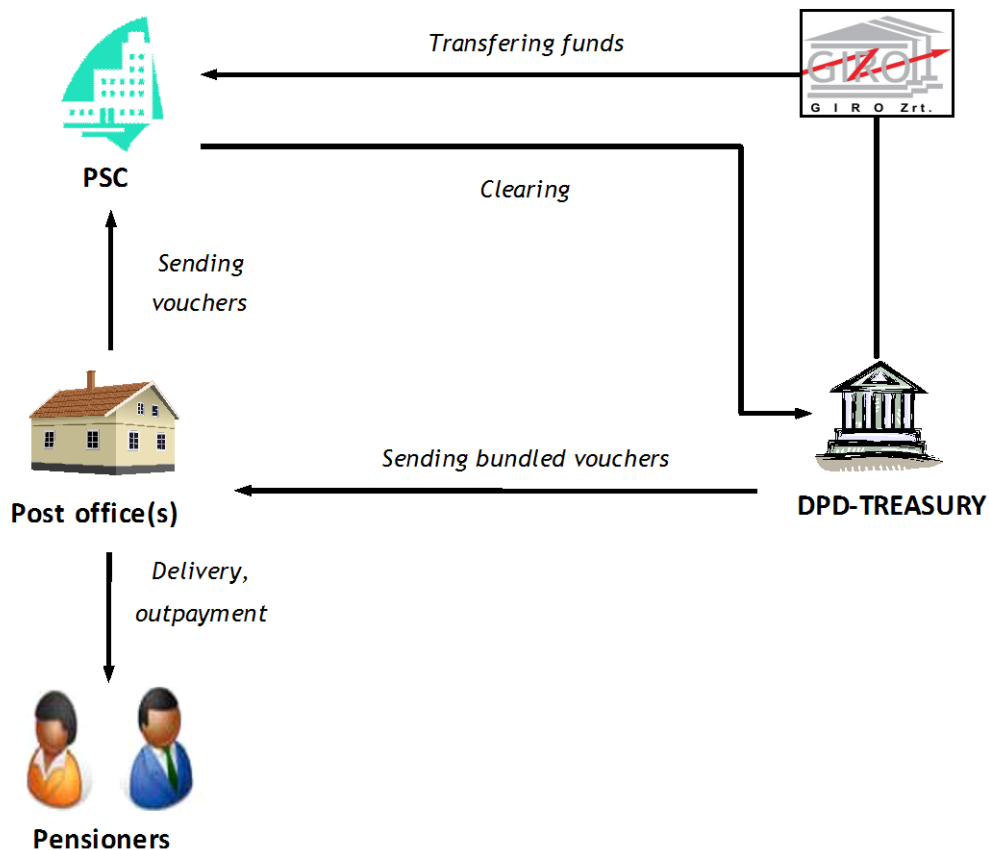 Transfering funds
GIRO
G I R O Zrt.
PSC
Clearing
Sending
vouchers
Sending bundled vouchers
Post office(s)
DPD-TREASURY
Delivery,
outpayment
Pensioners